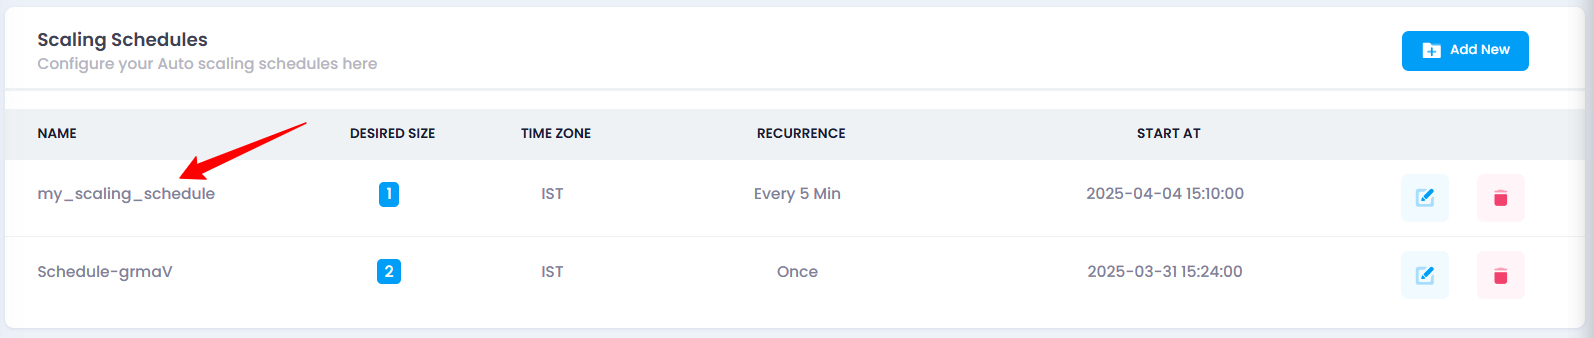 Scaling Schedules
Configure your Auto scaling schedules here
Add New
NAME DESIRED SIZE TIME ZONE RECURRENCE START AT
my_scaling_schedule 1 IST Every 5 Min 2025-04-04 15:10:00
Schedule-grmaV 2 IST Once 2025-03-31 15:24:00